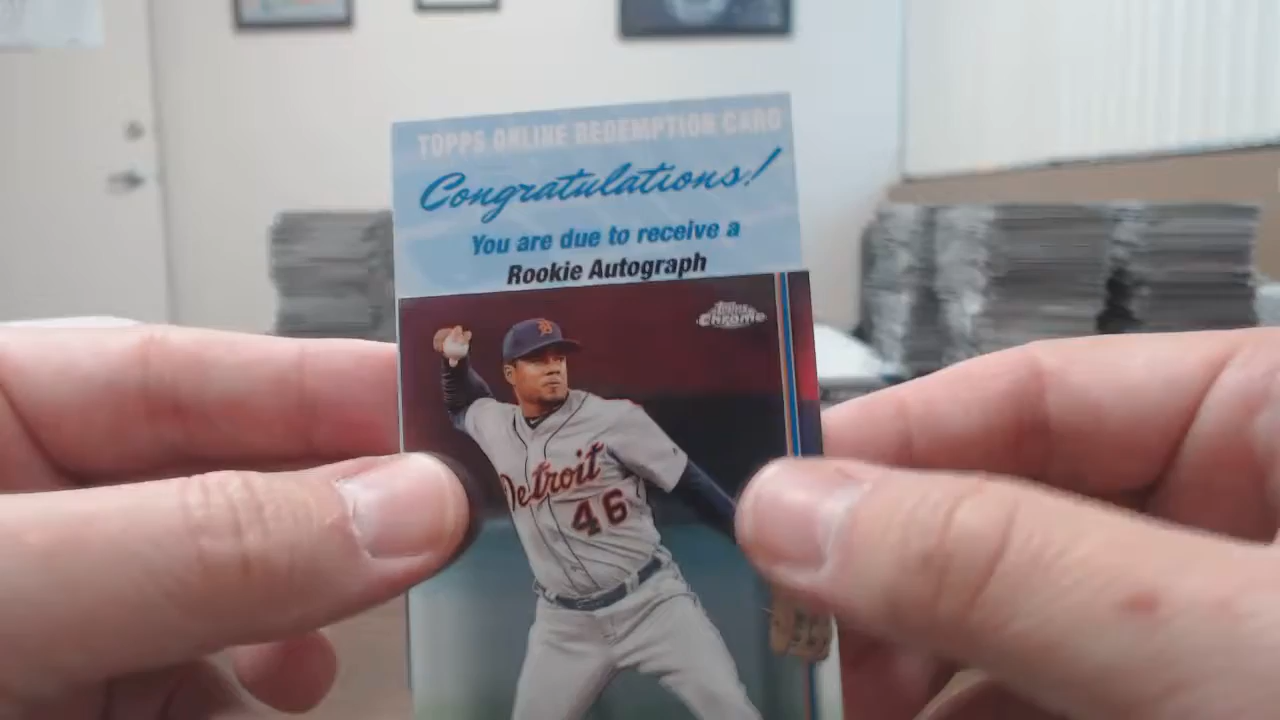 TOPPS ONLINE REDEMPTION CARD
Congratulations!
You are due to receive a
Rookie Autograph
Topps
Chrome
Detroit
46